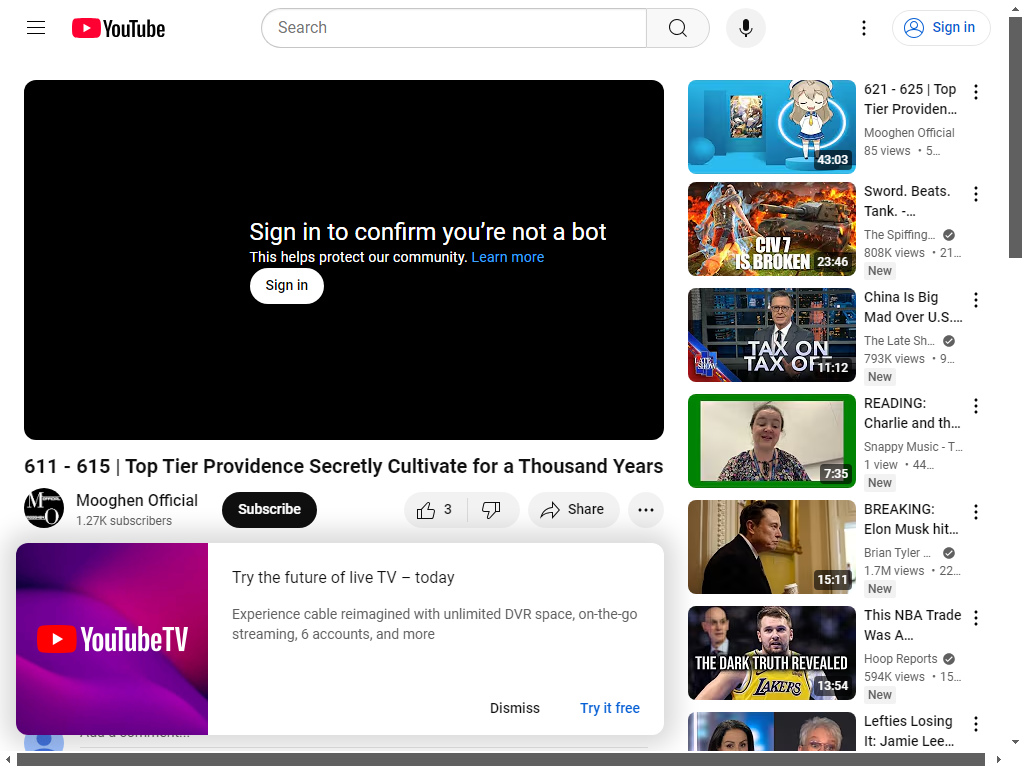 YouTube
Search
Sign in
Sign in to confirm you’re not a bot
This helps protect our community. Learn more
Sign in
611 - 615 | Top Tier Providence Secretly Cultivate for a Thousand Years
Mooghen Official
1.27K subscribers
Subscribe
3
Share
YouTubeTV
Try the future of live TV – today
Experience cable reimagined with unlimited DVR space, on-the-go
streaming, 6 accounts, and more
Dismiss
Try it free
Add a comment...
43:03
621 - 625 | Top
Tier Providen…
Mooghen Official
85 views • 5…
CIV 7
IS BROKEN
23:46
Sword. Beats.
Tank. -…
The Spiffing…
808K views • 21…
New
LATE SHOW
TAX ON
TAX OFF
11:12
China Is Big
Mad Over U.S.…
The Late Sh…
793K views • 9…
New
7:35
READING:
Charlie and th…
Snappy Music - T…
1 view • 44…
New
15:11
BREAKING:
Elon Musk hit…
Brian Tyler …
1.7M views • 22…
New
THE DARK TRUTH REVEALED
LAKERS
13:54
This NBA Trade
Was A…
Hoop Reports
594K views • 15…
New
Lefties Losing
It: Jamie Lee…